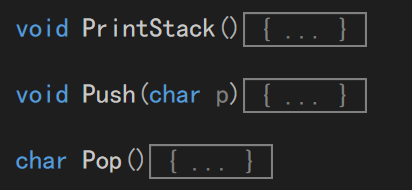 void PrintStack() { ... }
void Push(char p) { ... }
char Pop() { ... }